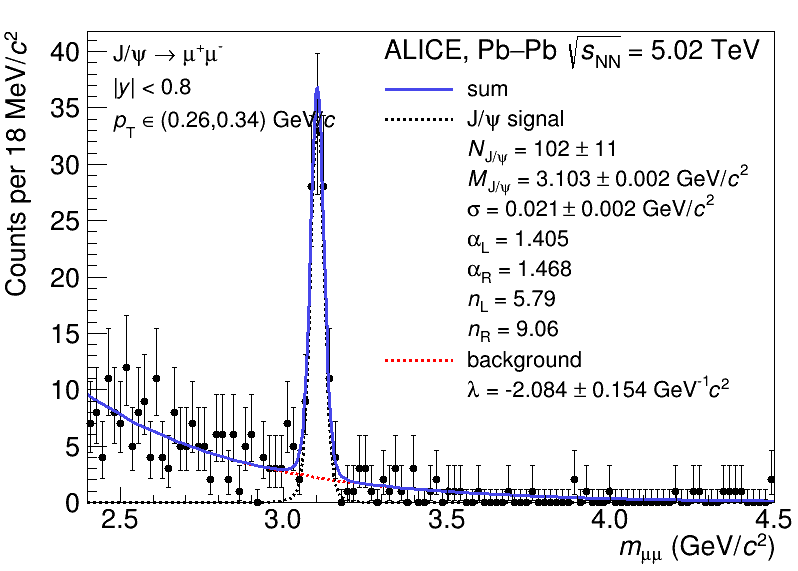 Counts per 18 MeV/c²
40
35
30
25
20
15
10
5
0
J/ψ → μ⁺μ⁻
|y| < 0.8
p_T ∈ (0.26,0.34) GeV/c
ALICE, Pb–Pb √s_NN = 5.02 TeV
sum
J/ψ signal
N_J/ψ = 102 ± 11
M_J/ψ = 3.103 ± 0.002 GeV/c²
σ = 0.021 ± 0.002 GeV/c²
α_L = 1.405
α_R = 1.468
n_L = 5.79
n_R = 9.06
background
λ = -2.084 ± 0.154 GeV⁻¹c²
2.5 3.0 3.5 4.0 4.5
m_μμ (GeV/c²)